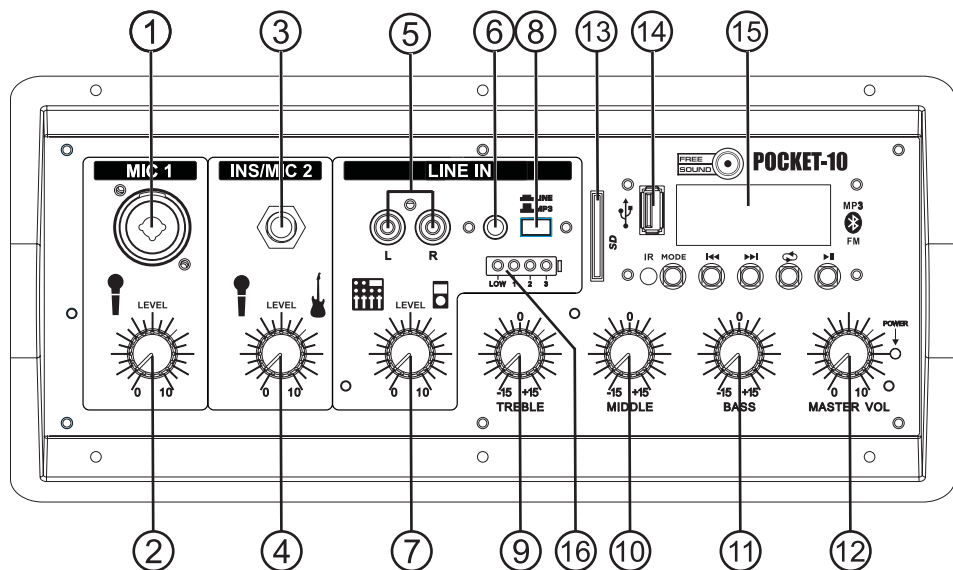 1 3 5 6 8 13 14 15
FREE
SOUND
POCKET-10
MIC 1
INS/MIC 2
LINE IN
LINE
MP3
MP3
FM
SD
L R
IR MODE
LOW 1 2 3
LEVEL
LEVEL
LEVEL
POWER
0 10
0 10
0 10
0
-15 +15
TREBLE
0
-15 +15
MIDDLE
0
-15 +15
BASS
0 10
MASTER VOL
2 4 7 9 16 10 11 12